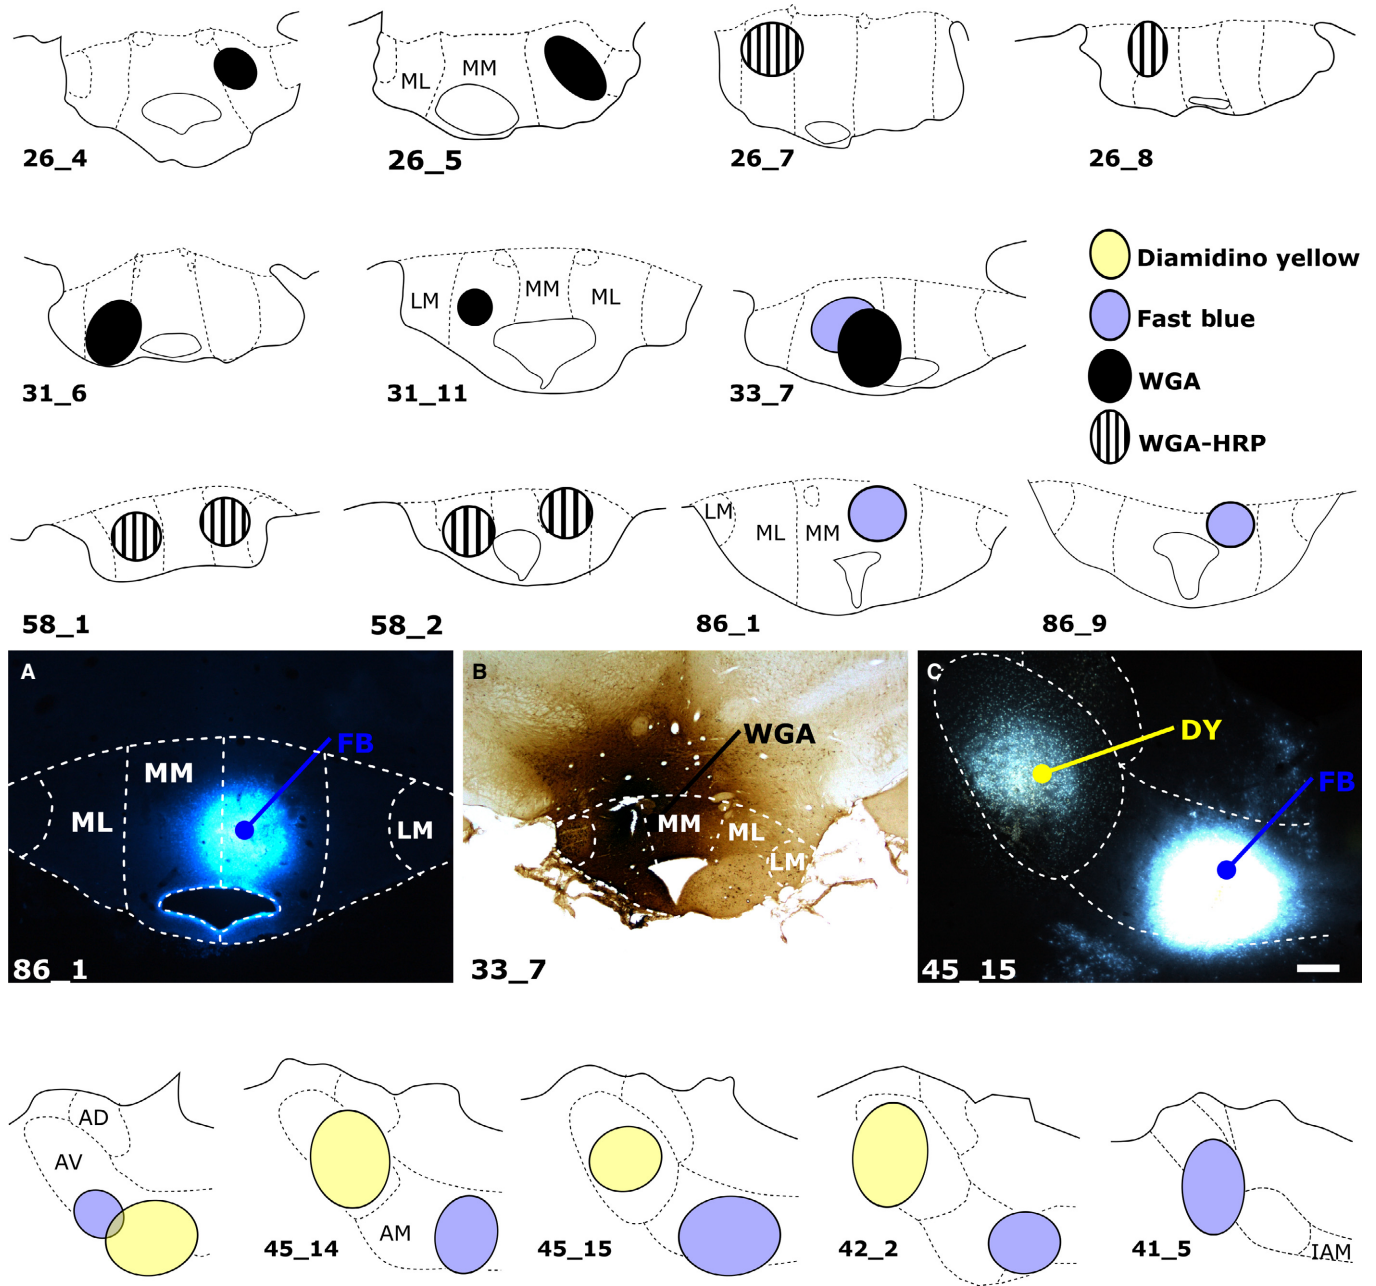 ML MM
26_4 26_5 26_7 26_8
Diamidino yellow
Fast blue
WGA
WGA-HRP
LM MM ML
31_6 31_11 33_7
LM ML MM
58_1 58_2 86_1 86_9
A MM FB ML LM 86_1
B WGA MM ML LM 33_7
C DY FB 45_15
AD
AV
AM
IAM
45_14 45_15 42_2 41_5